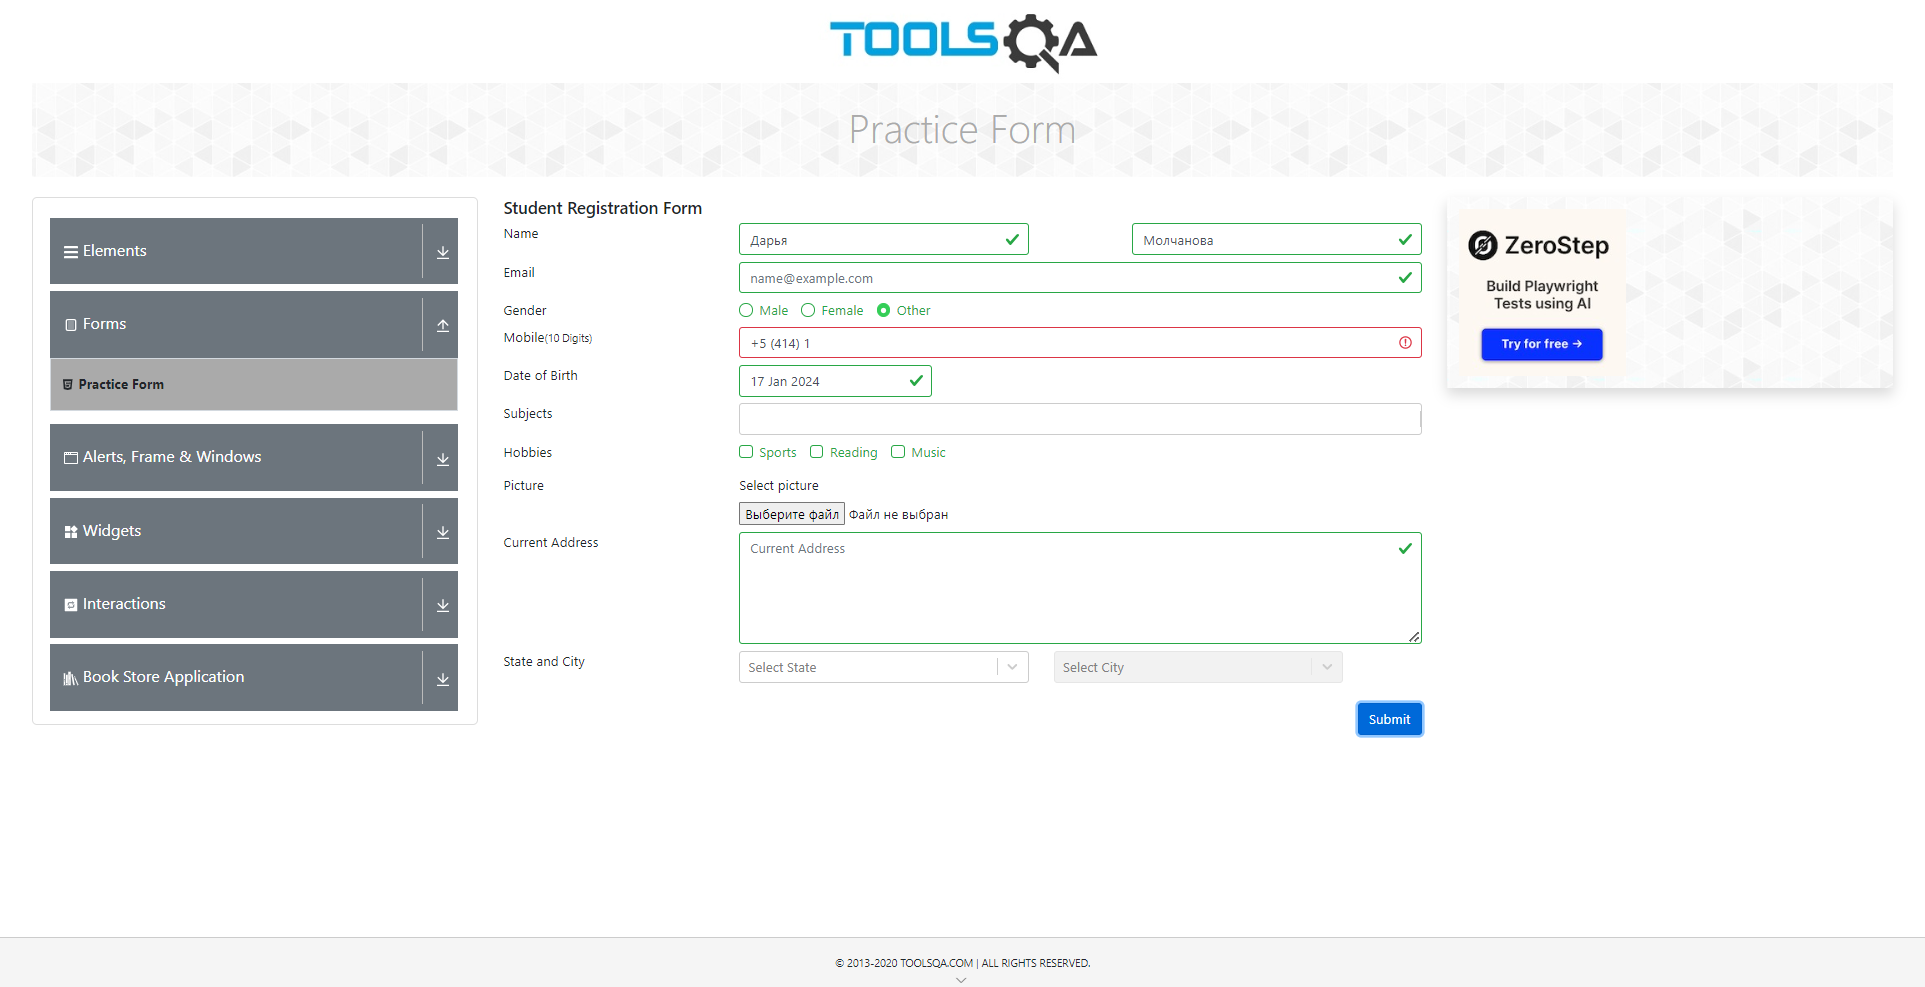 TOOLSQA
Practice Form
Elements
Forms
Practice Form
Alerts, Frame & Windows
Widgets
Interactions
Book Store Application
Student Registration Form
Name
Дарья
Молчанова
Email
name@example.com
Gender
Male Female Other
Mobile(10 Digits)
+5 (414) 1
Date of Birth
17 Jan 2024
Subjects
Hobbies
Sports Reading Music
Picture
Select picture
Выберите файл Файл не выбран
Current Address
Current Address
State and City
Select State
Select City
Submit
ZeroStep
Build Playwright
Tests using AI
Try for free →
© 2013-2020 TOOLSQA.COM | ALL RIGHTS RESERVED.